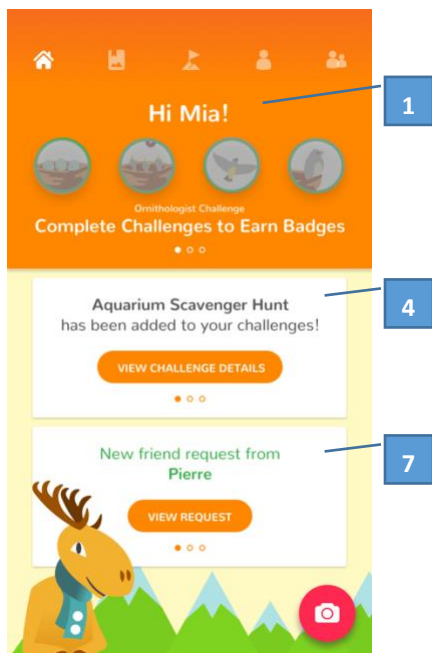 Hi Mia!
1
Ornithologist Challenge
Complete Challenges to Earn Badges
Aquarium Scavenger Hunt
4
has been added to your challenges!
VIEW CHALLENGE DETAILS
New friend request from
7
Pierre
VIEW REQUEST